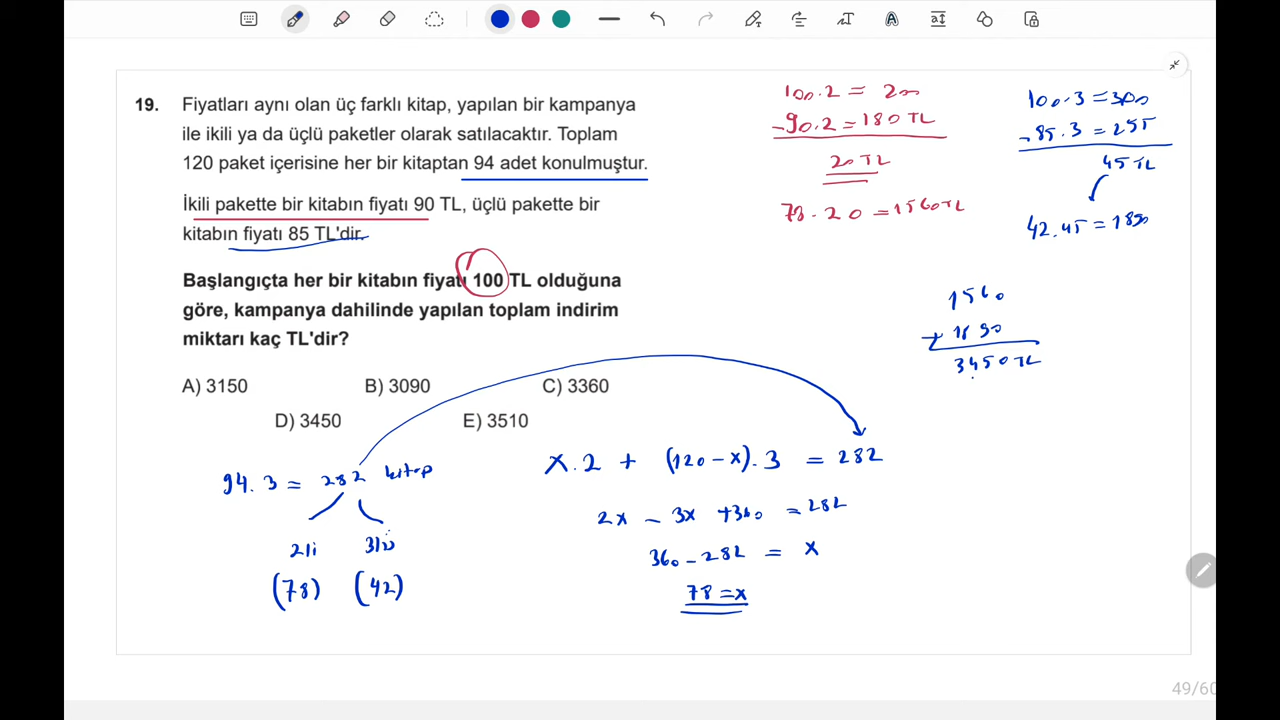 19. Fiyatları aynı olan üç farklı kitap, yapılan bir kampanya
ile ikili ya da üçlü paketler olarak satılacaktır. Toplam
120 paket içerisine her bir kitaptan 94 adet konulmuştur.
İkili pakette bir kitabın fiyatı 90 TL, üçlü pakette bir
kitabın fiyatı 85 TL'dir.
Başlangıçta her bir kitabın fiyatı 100 TL olduğuna
göre, kampanya dahilinde yapılan toplam indirim
miktarı kaç TL'dir?
A) 3150 B) 3090 C) 3360
D) 3450 E) 3510
100.2 = 200
-90.2 = 180 TL
20 TL
78.20 = 1560 TL
100.3 = 300
-85.3 = 255
45 TL
42.45 = 1890
1560
+ 1890
3450 TL
94.3 = 282 kitap
2li 3lü
(78) (42)
x.2 + (120-x).3 = 282
2x - 3x + 360 = 282
360 - 282 = x
78 = x
49/60